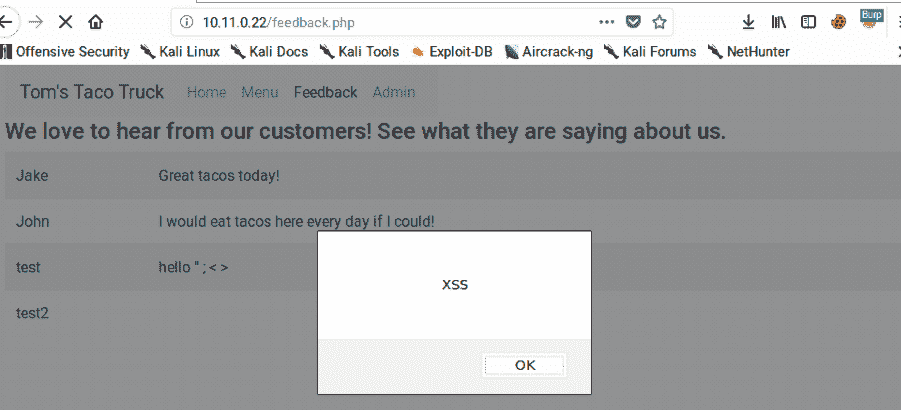 10.11.0.22/feedback.php
Burp
Offensive Security Kali Linux Kali Docs Kali Tools Exploit-DB Aircrack-ng Kali Forums NetHunter
Tom's Taco Truck Home Menu Feedback Admin
We love to hear from our customers! See what they are saying about us.
Jake Great tacos today!
John I would eat tacos here every day if I could!
test hello " ; < >
test2
XSS
OK